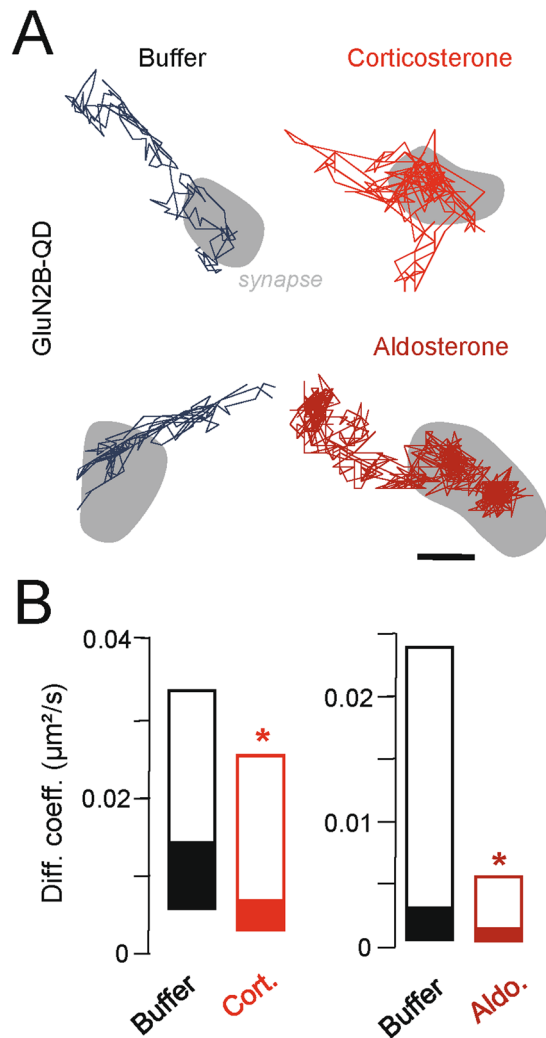 A
Buffer
Corticosterone
GluN2B-QD
synapse
Aldosterone
B
Diff. coeff. (µm²/s)
0.04
0.02
0
*
Buffer
Cort.
0.02
0.01
0
*
Buffer
Aldo.